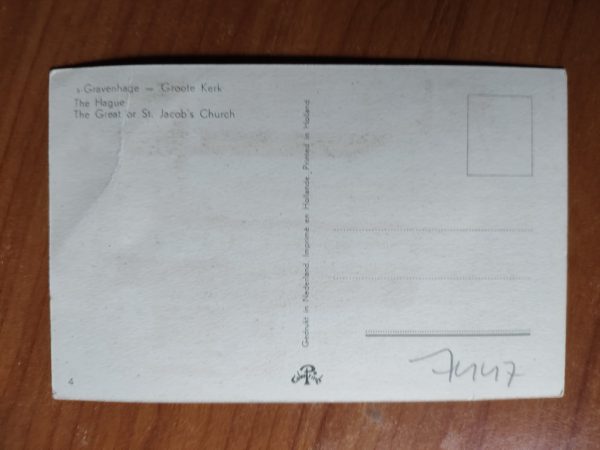 s-Gravenhage — Groote Kerk
The Hague
The Great or St. Jacob's Church
Gedrukt in Nederland. Imprimé en Hollande. Printed in Holland
4